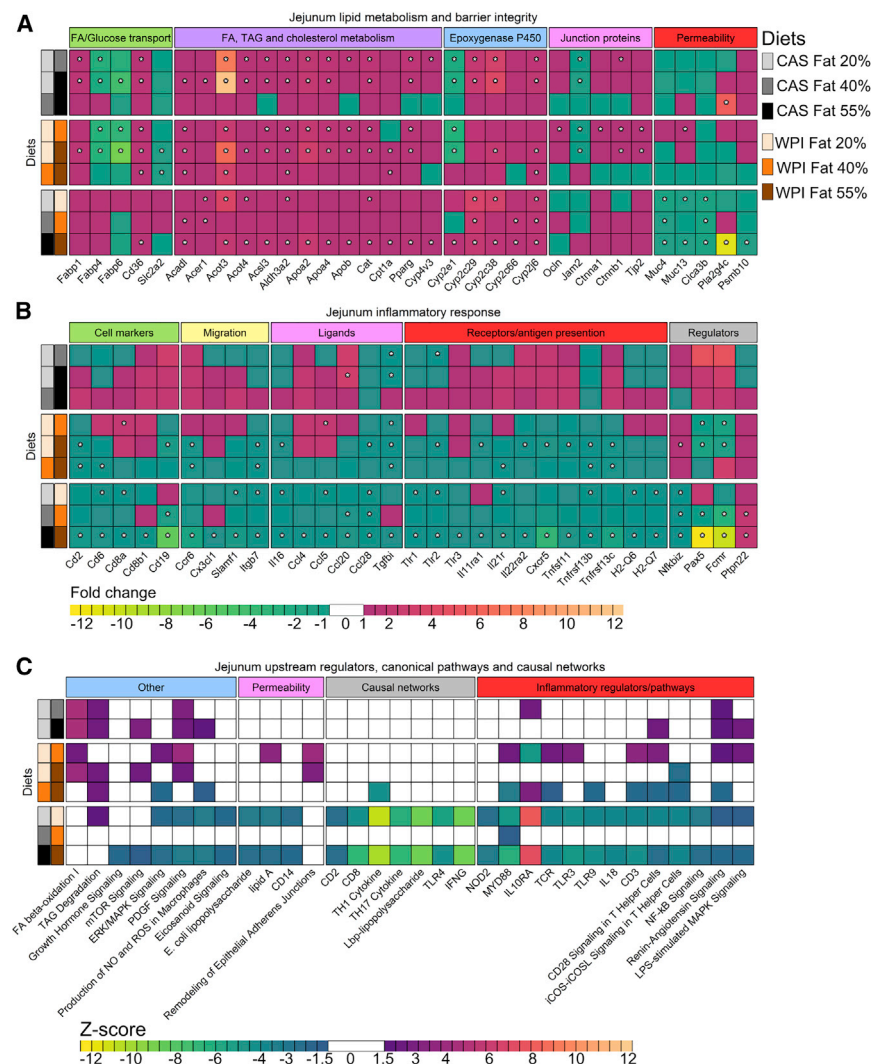 A
Jejunum lipid metabolism and barrier integrity
FA/Glucose transport
FA, TAG and cholesterol metabolism
Epoxygenase P450
Junction proteins
Permeability
Diets
CAS Fat 20%
CAS Fat 40%
CAS Fat 55%
WPI Fat 20%
WPI Fat 40%
WPI Fat 55%
Diets
Fabp1
Fabp4
Fabp6
Cd36
Slc2a2
Acadl
Acer1
Acot3
Acot4
Acsl3
Aldh3a2
Apoa2
Apoa4
Apob
Cat
Cpt1a
Pparg
Cyp4v3
Cyp2e1
Cyp2c29
Cyp2c38
Cyp2c66
Cyp2j6
Ocln
Jam2
Ctnna1
Ctnnb1
Tjp2
Muc4
Muc13
Clca3b
Pla2g4c
Psmb10
B
Jejunum inflammatory response
Cell markers
Migration
Ligands
Receptors/antigen presention
Regulators
Diets
Cd2
Cd6
Cd8a
Cd8b1
Cd19
Ccr6
Cx3cl1
Slamf1
Itgb7
Il16
Ccl4
Ccl5
Ccl20
Ccl28
Tgfbi
Tlr1
Tlr2
Tlr3
Il11ra1
Il21r
Il22ra2
Cxcr5
Tnfsf11
Tnfrsf13b
Tnfrsf13c
H2-Q6
H2-Q7
Nfkbiz
Pax5
Fcmr
Ptpn22
Fold change
-12 -10 -8 -6 -4 -2 -1 0 1 2 4 6 8 10 12
C
Jejunum upstream regulators, canonical pathways and causal networks
Other
Permeability
Causal networks
Inflammatory regulators/pathways
Diets
FA beta-oxidation I
TAG Degradation
Growth Hormone Signaling
mTOR Signaling
ERK/MAPK Signaling
PDGF Signaling
Production of NO and ROS in Macrophages
Eicosanoid Signaling
E. coli lipopolysaccharide
lipid A
CD14
Remodeling of Epithelial Adherens Junctions
CD2
CD8
TH1 Cytokine
TH17 Cytokine
Lbp-lipopolysaccharide
TLR4
IFNG
NOD2
MYD88
IL10RA
TCR
TLR3
TLR9
IL18
CD3
CD28 Signaling in T Helper Cells
iCOS-iCOSL Signaling in T Helper Cells
NF-kB Signaling
Renin-Angiotensin Signaling
LPS-stimulated MAPK Signaling
Z-score
-12 -10 -8 -6 -4 -3 -1.5 0 1.5 3 4 6 8 10 12